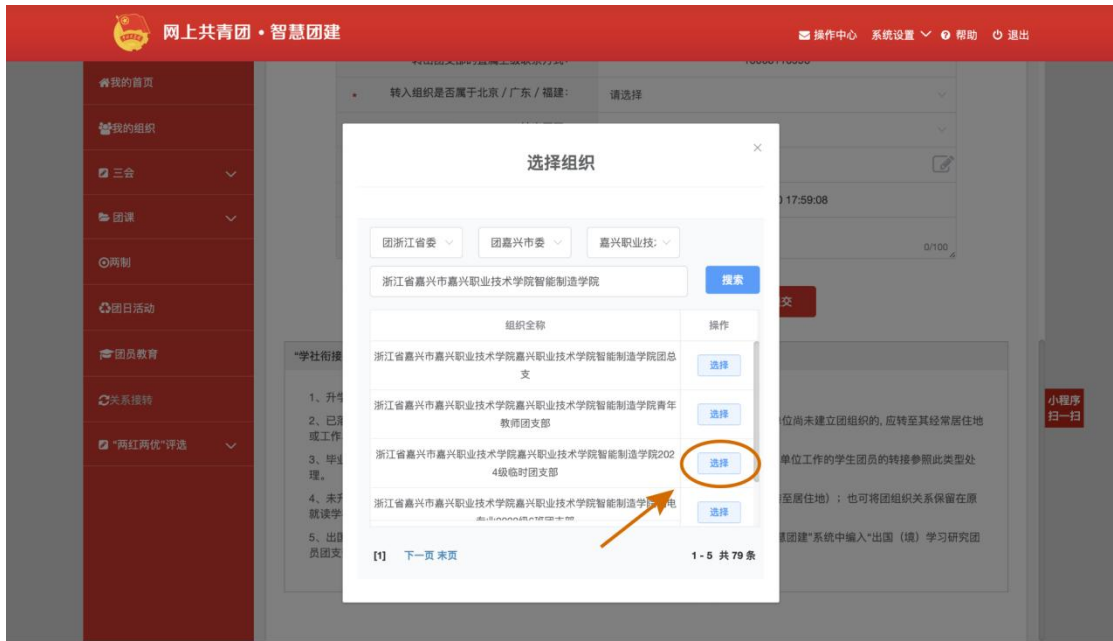 网上共青团・智慧团建
操作中心 系统设置 帮助 退出
我的首页
我的组织
三会
团课
两制
团日活动
团员教育
关系接转
“两红两优”评选
* 转入组织是否属于北京／广东／福建： 请选择
选择组织
17:59:08
团浙江省委 团嘉兴市委 嘉兴职业技
0/100
浙江省嘉兴市嘉兴职业技术学院智能制造学院 搜索
交
组织全称 操作
浙江省嘉兴市嘉兴职业技术学院嘉兴职业技术学院智能制造学院团总
支
选择
浙江省嘉兴市嘉兴职业技术学院嘉兴职业技术学院智能制造学院青年
教师团支部
选择
浙江省嘉兴市嘉兴职业技术学院嘉兴职业技术学院智能制造学院202
4级临时团支部
选择
浙江省嘉兴市嘉兴职业技术学院嘉兴职业技术学院智能制造学院 电
选择
[1] 下一页 末页 1 - 5 共 79 条
“学社衔接
1、升学
2、已 位尚未建立团组织的, 应转至其经常居住地
或工作
3、毕业 单位工作的学生团员的转接参照此类型处
理。
4、未升 至居住地）；也可将团组织关系保留在原
就读学
5、出国 慧团建”系统中编入“出国（境）学习研究团
员团支
小程序
扫一扫